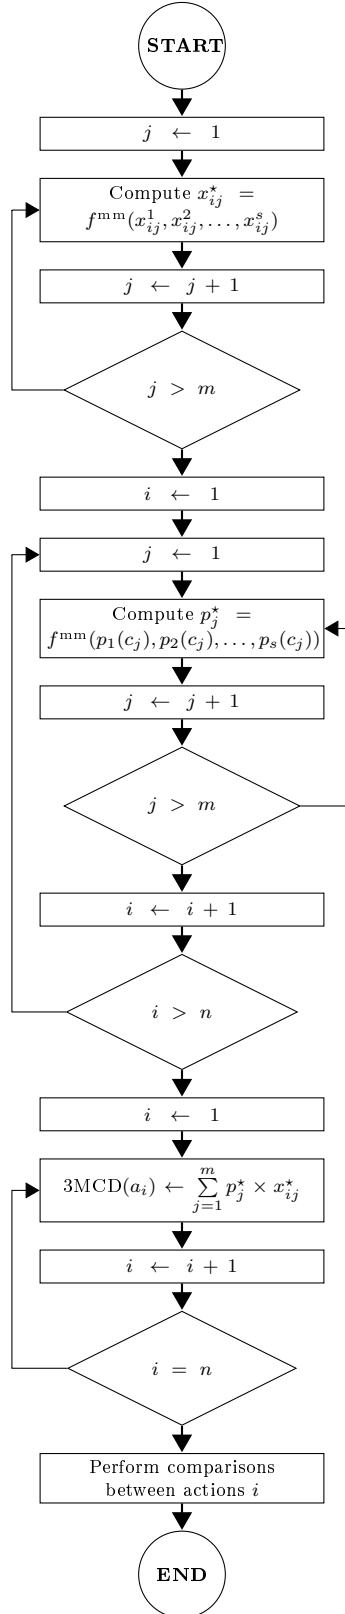 START
j ← 1
Compute x⋆ij =
fmm(x1ij, x2ij, . . . , xsij)
j ← j + 1
j > m
i ← 1
j ← 1
Compute p⋆j =
fmm(p1(cj), p2(cj), . . . , ps(cj))
j ← j + 1
j > m
i ← i + 1
i > n
i ← 1
3MCD(ai) ← m∑j=1 p⋆j × x⋆ij
i ← i + 1
i = n
Perform comparisons
between actions i
END